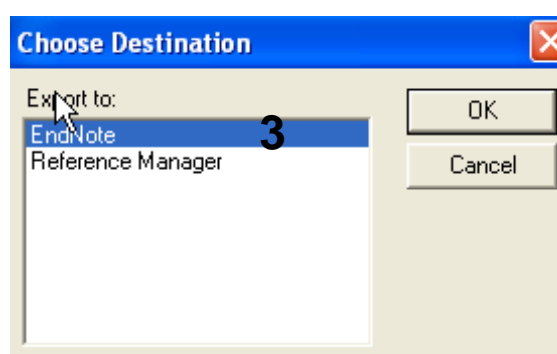 Choose Destination
Export to:
OK
EndNote 3
Reference Manager
Cancel